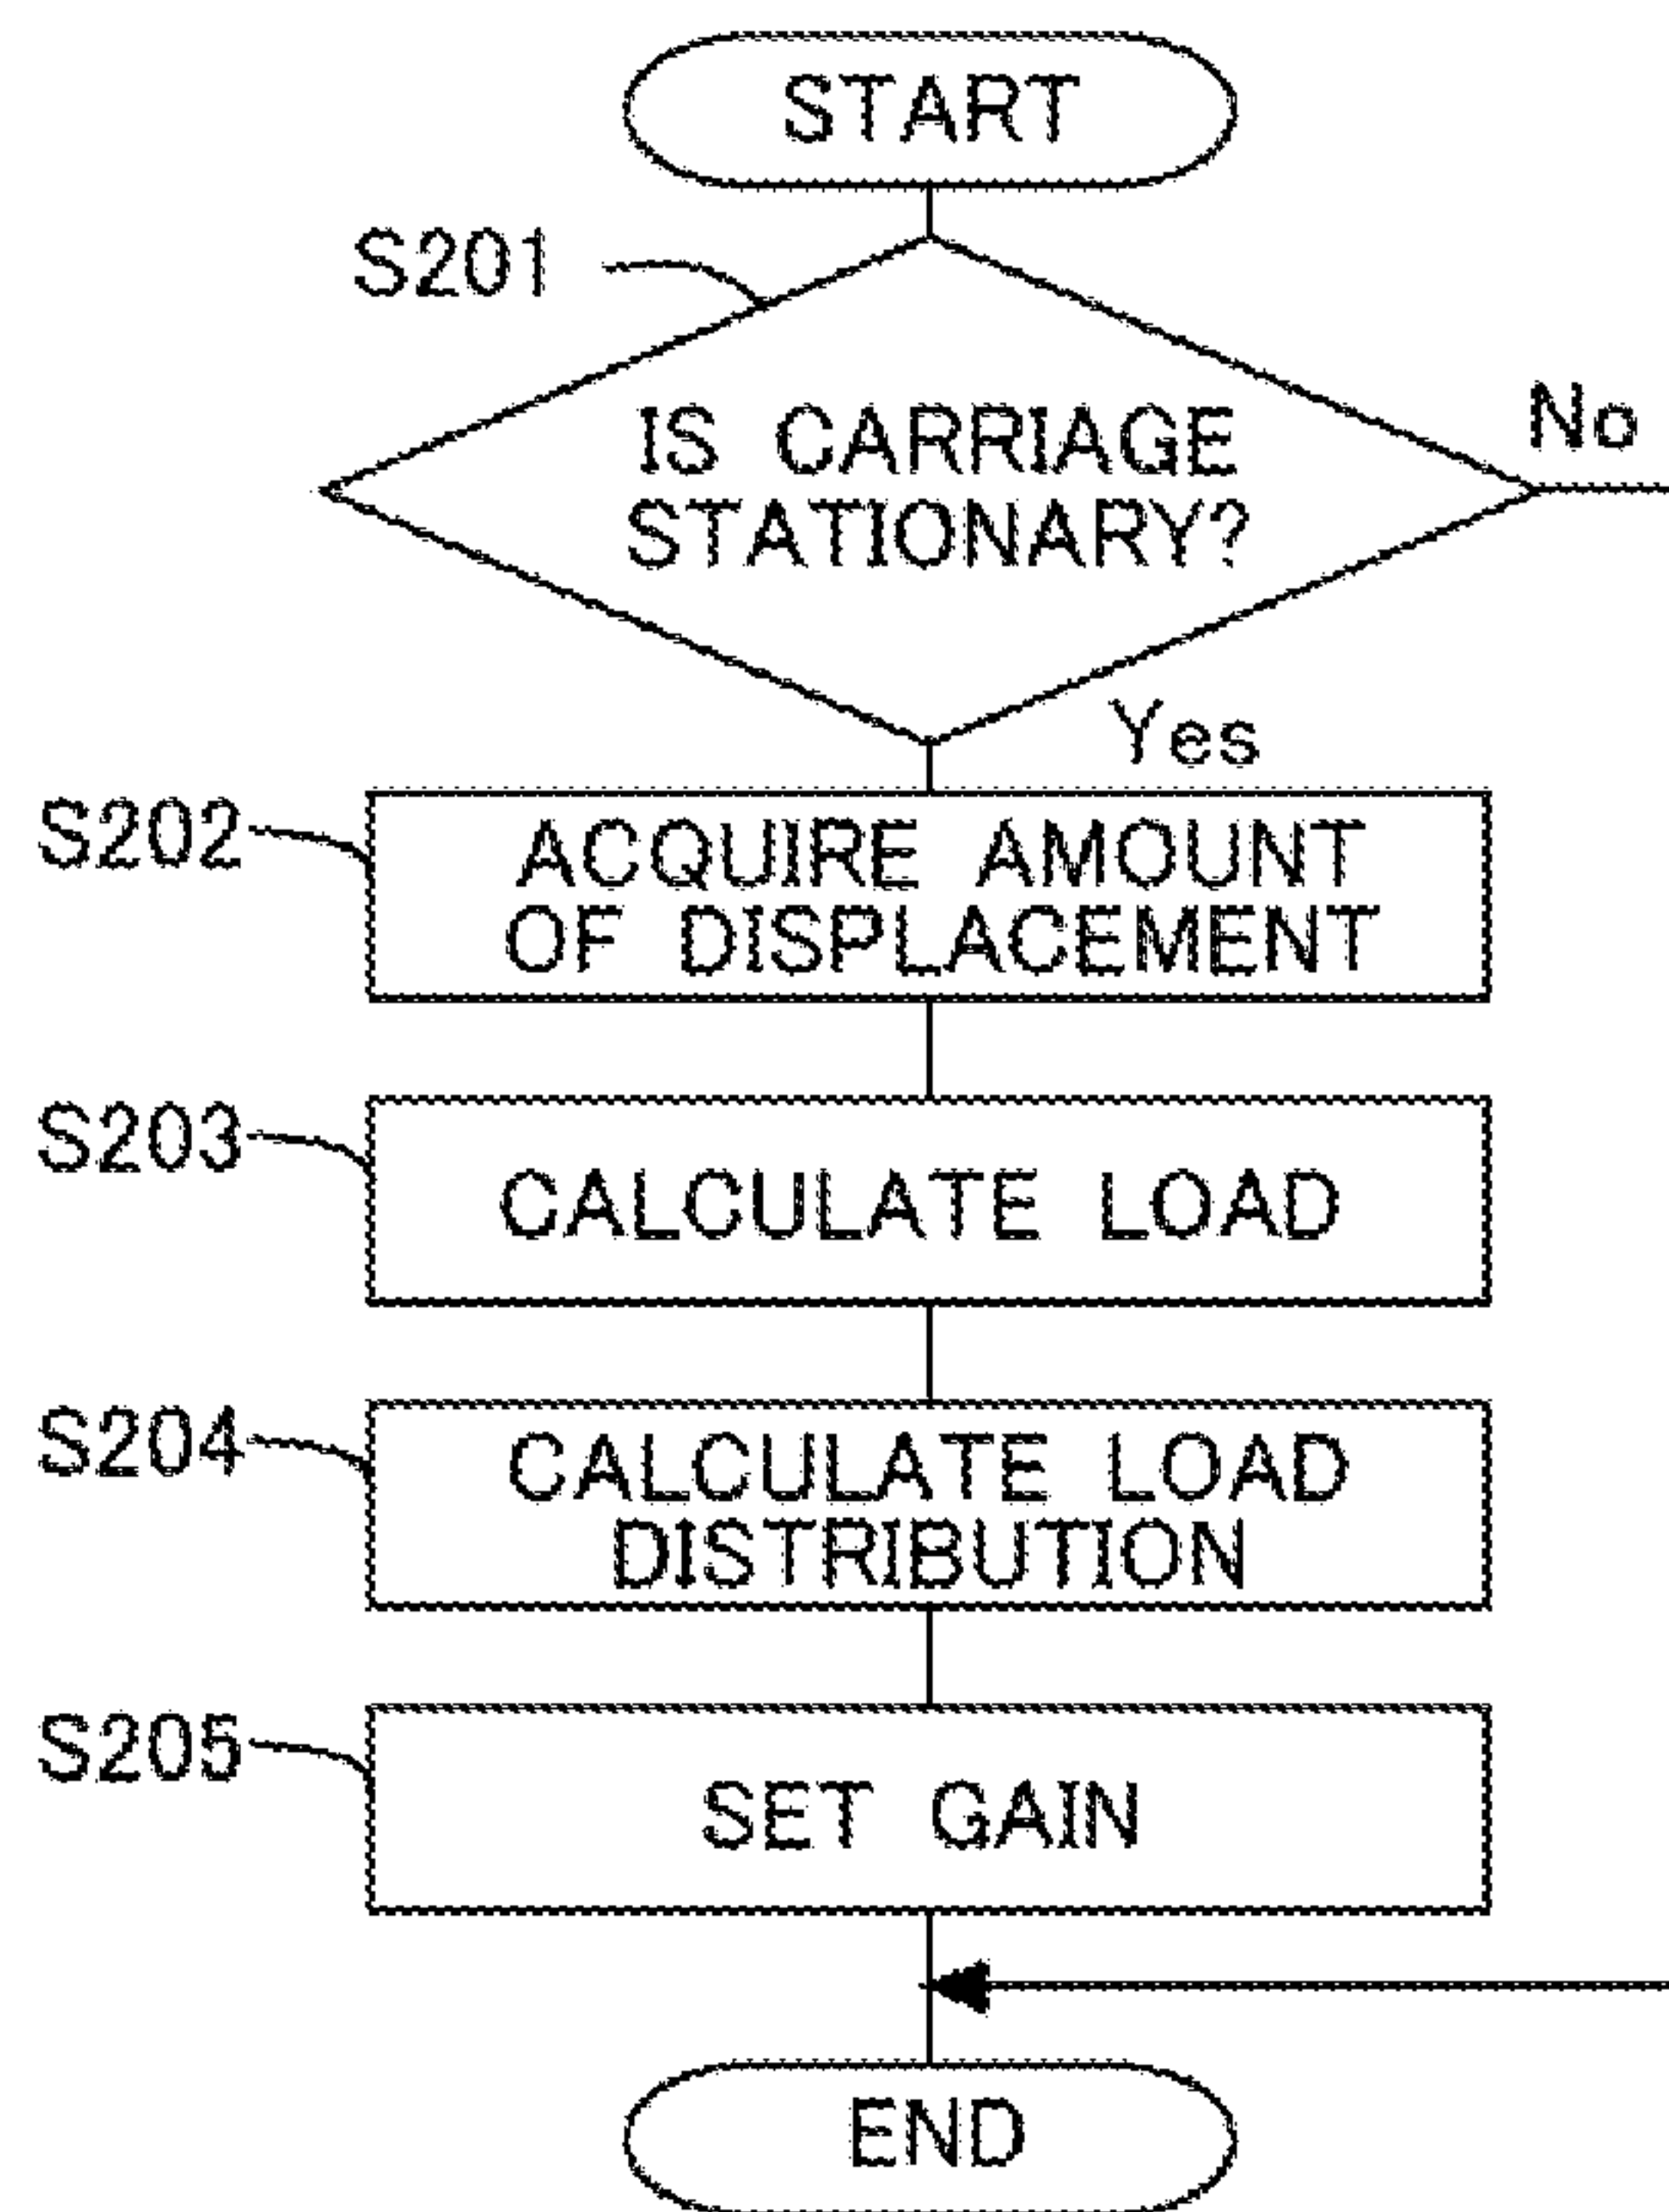 START
S201
IS CARRIAGE
STATIONARY?
No
Yes
S202
ACQUIRE AMOUNT
OF DISPLACEMENT
S203
CALCULATE LOAD
S204
CALCULATE LOAD
DISTRIBUTION
S205
SET GAIN
END